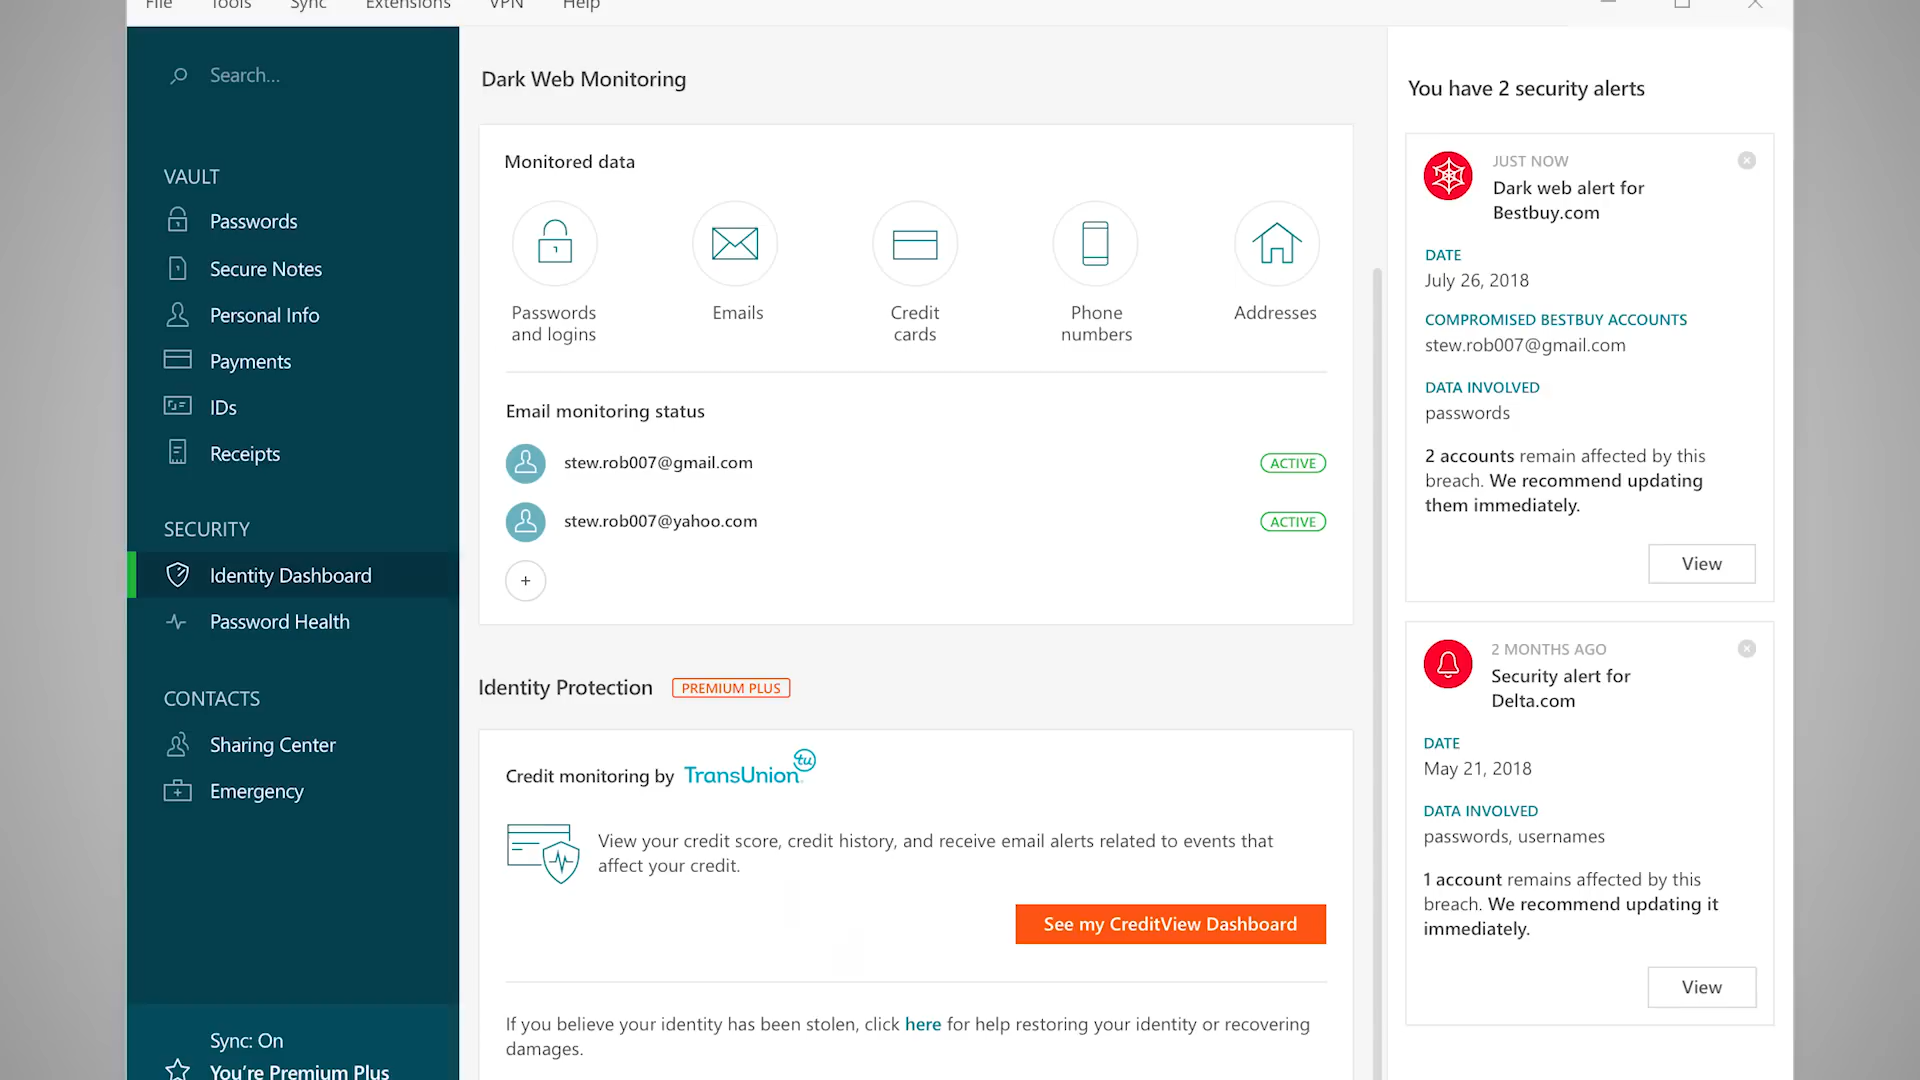 File Tools Sync Extensions VPN Help
Search...
VAULT
Passwords
Secure Notes
Personal Info
Payments
IDs
Receipts
SECURITY
Identity Dashboard
Password Health
CONTACTS
Sharing Center
Emergency
Sync: On
You're Premium Plus
Dark Web Monitoring
Monitored data
Passwords
and logins
Emails
Credit
cards
Phone
numbers
Addresses
Email monitoring status
stew.rob007@gmail.com
ACTIVE
stew.rob007@yahoo.com
ACTIVE
+
Identity Protection PREMIUM PLUS
Credit monitoring by TransUnion tu
View your credit score, credit history, and receive email alerts related to events that
affect your credit.
See my CreditView Dashboard
If you believe your identity has been stolen, click here for help restoring your identity or recovering
damages.
You have 2 security alerts
JUST NOW
Dark web alert for
Bestbuy.com
DATE
July 26, 2018
COMPROMISED BESTBUY ACCOUNTS
stew.rob007@gmail.com
DATA INVOLVED
passwords
2 accounts remain affected by this
breach. We recommend updating
them immediately.
View
2 MONTHS AGO
Security alert for
Delta.com
DATE
May 21, 2018
DATA INVOLVED
passwords, usernames
1 account remains affected by this
breach. We recommend updating it
immediately.
View